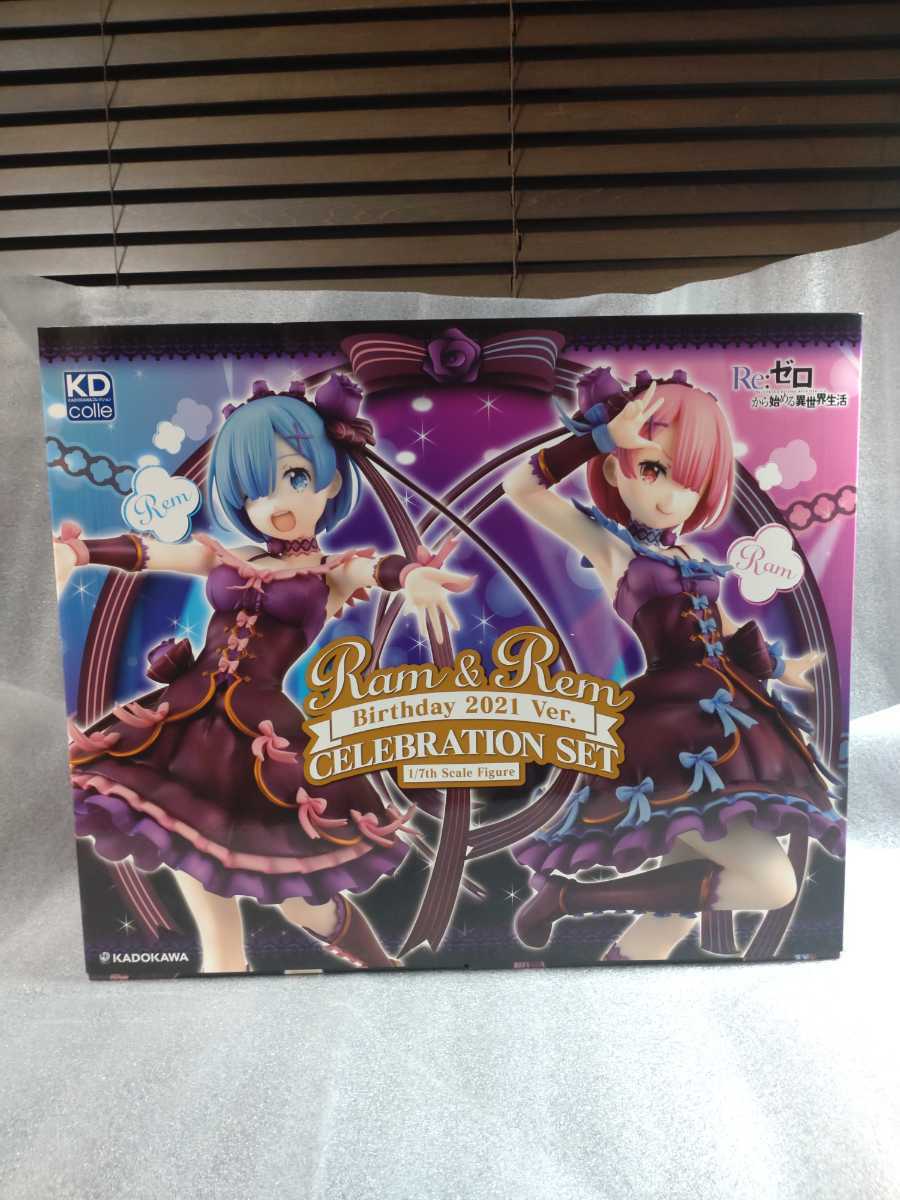 KD
colle
Re:ゼロ
から始める異世界生活
Rem
Ram
Ram & Rem
Birthday 2021 Ver.
CELEBRATION SET
1/7th Scale Figure
KADOKAWA